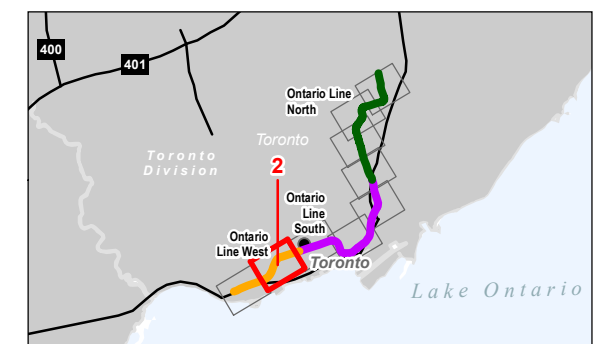 400
401
Ontario Line
North
Toronto
Toronto
Division
2
Ontario
Line
South
Ontario
Line West
Toronto
Lake Ontario